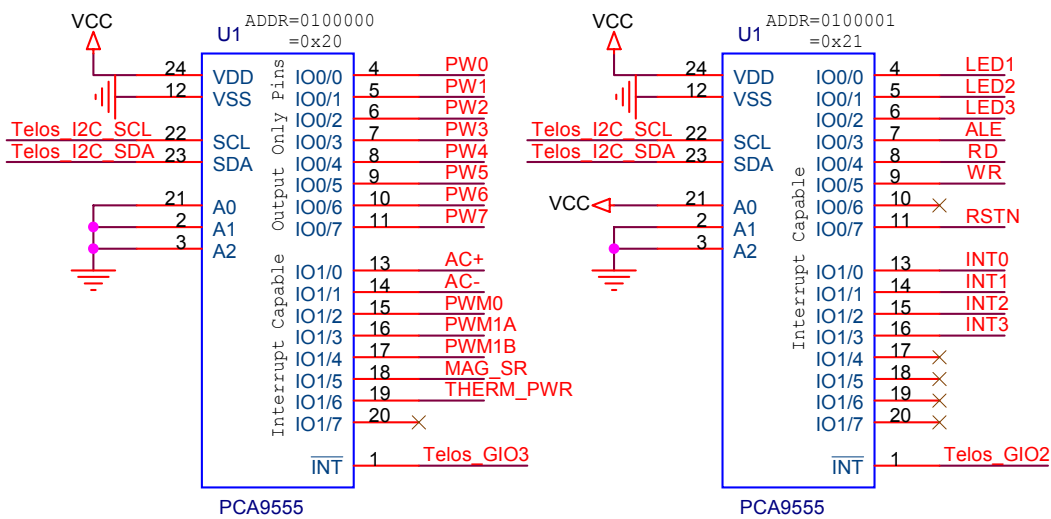 VCC
U1
ADDR=0100000
=0x20
24 VDD
12 VSS
Telos_I2C_SCL 22 SCL
Telos_I2C_SDA 23 SDA
21 A0
2 A1
3 A2
Output Only Pins
Interrupt Capable
IO0/0 4 PW0
IO0/1 5 PW1
IO0/2 6 PW2
IO0/3 7 PW3
IO0/4 8 PW4
IO0/5 9 PW5
IO0/6 10 PW6
IO0/7 11 PW7
IO1/0 13 AC+
IO1/1 14 AC-
IO1/2 15 PWM0
IO1/3 16 PWM1A
IO1/4 17 PWM1B
IO1/5 18 MAG_SR
IO1/6 19 THERM_PWR
IO1/7 20
INT 1 Telos_GIO3
PCA9555
VCC
U1
ADDR=0100001
=0x21
24 VDD
12 VSS
Telos_I2C_SCL 22 SCL
Telos_I2C_SDA 23 SDA
VCC 21 A0
2 A1
3 A2
Interrupt Capable
IO0/0 4 LED1
IO0/1 5 LED2
IO0/2 6 LED3
IO0/3 7 ALE
IO0/4 8 RD
IO0/5 9 WR
IO0/6 10
IO0/7 11 RSTN
IO1/0 13 INT0
IO1/1 14 INT1
IO1/2 15 INT2
IO1/3 16 INT3
IO1/4 17
IO1/5 18
IO1/6 19
IO1/7 20
INT 1 Telos_GIO2
PCA9555